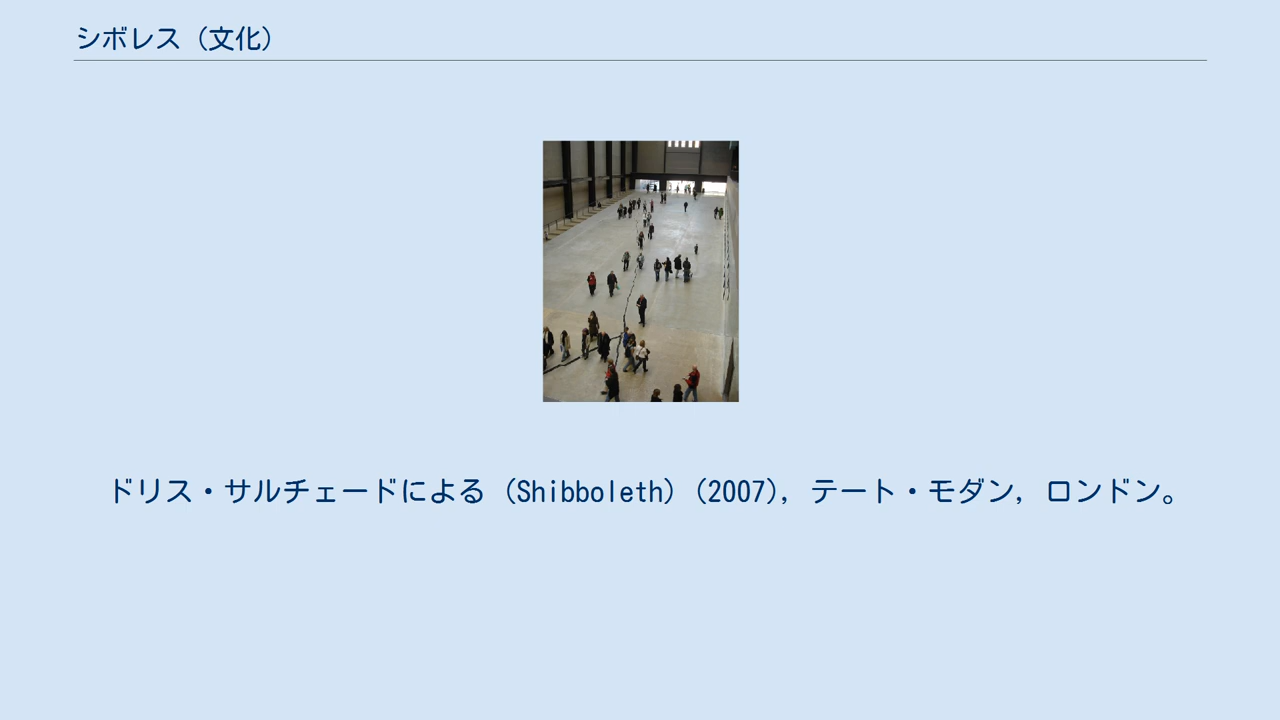 シボレス（文化）
ドリス・サルチェードによる（Shibboleth）（2007），テート・モダン，ロンドン。